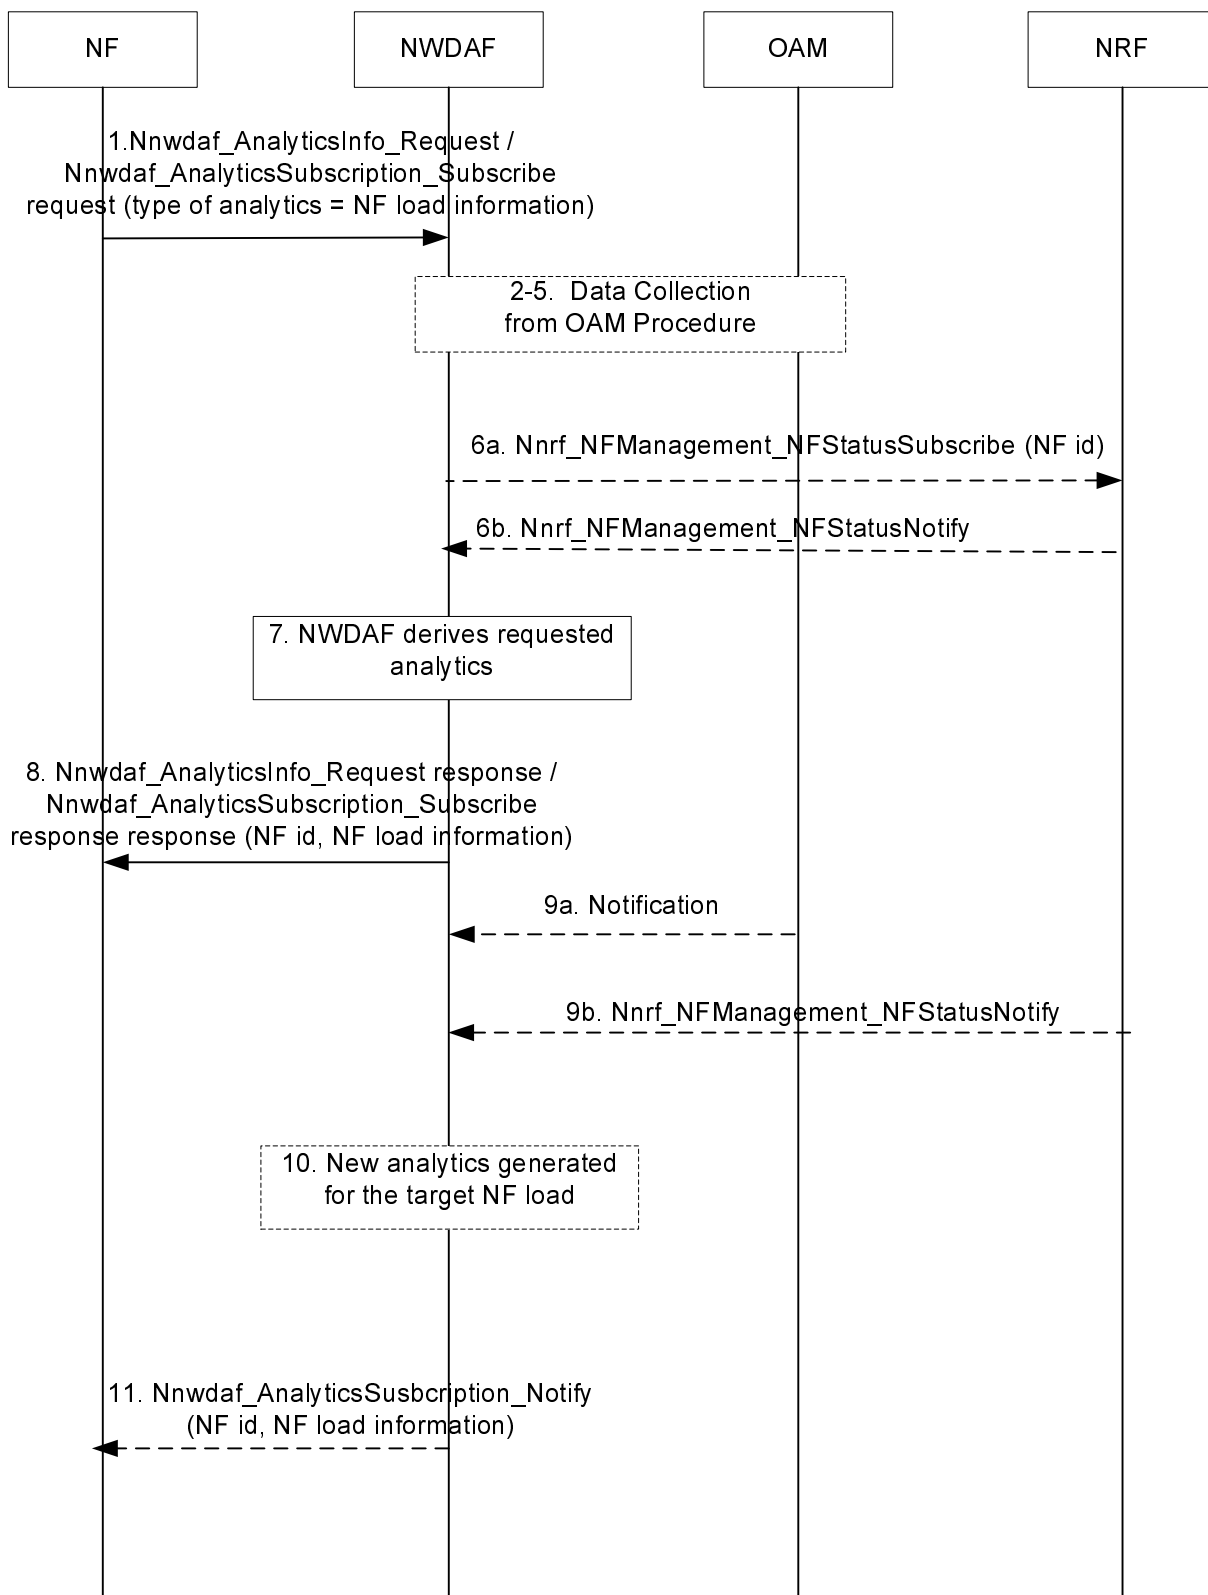 NF
NWDAF
OAM
NRF
1.Nnwdaf_AnalyticsInfo_Request /
Nnwdaf_AnalyticsSubscription_Subscribe
request (type of analytics = NF load information)
2-5. Data Collection
from OAM Procedure
6a. Nnrf_NFManagement_NFStatusSubscribe (NF id)
6b. Nnrf_NFManagement_NFStatusNotify
7. NWDAF derives requested
analytics
8. Nnwdaf_AnalyticsInfo_Request response /
Nnwdaf_AnalyticsSubscription_Subscribe
response response (NF id, NF load information)
9a. Notification
9b. Nnrf_NFManagement_NFStatusNotify
10. New analytics generated
for the target NF load
11. Nnwdaf_AnalyticsSusbcription_Notify
(NF id, NF load information)